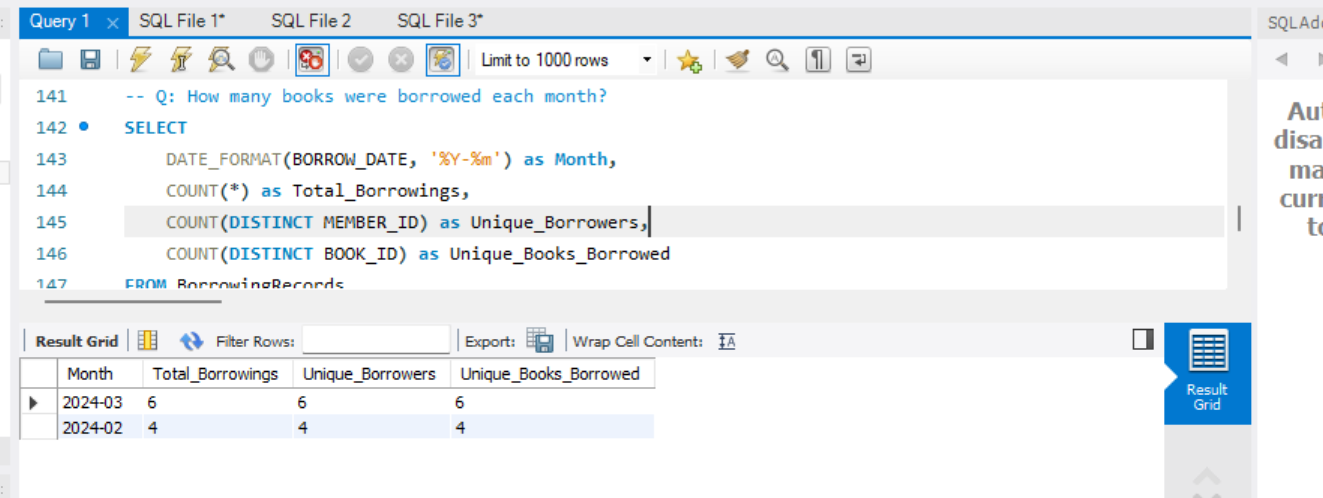 Query 1 × SQL File 1* SQL File 2 SQL File 3* SQLAd
Limit to 1000 rows
141 -- Q: How many books were borrowed each month?
142 SELECT
143 DATE_FORMAT(BORROW_DATE, '%Y-%m') as Month,
144 COUNT(*) as Total_Borrowings,
145 COUNT(DISTINCT MEMBER_ID) as Unique_Borrowers,
146 COUNT(DISTINCT BOOK_ID) as Unique_Books_Borrowed
147 FROM BorrowingRecords
Result Grid Filter Rows: Export: Wrap Cell Content:
Month Total_Borrowings Unique_Borrowers Unique_Books_Borrowed
2024-03 6 6 6
2024-02 4 4 4
Result
Grid
Au
disa
ma
curr
to